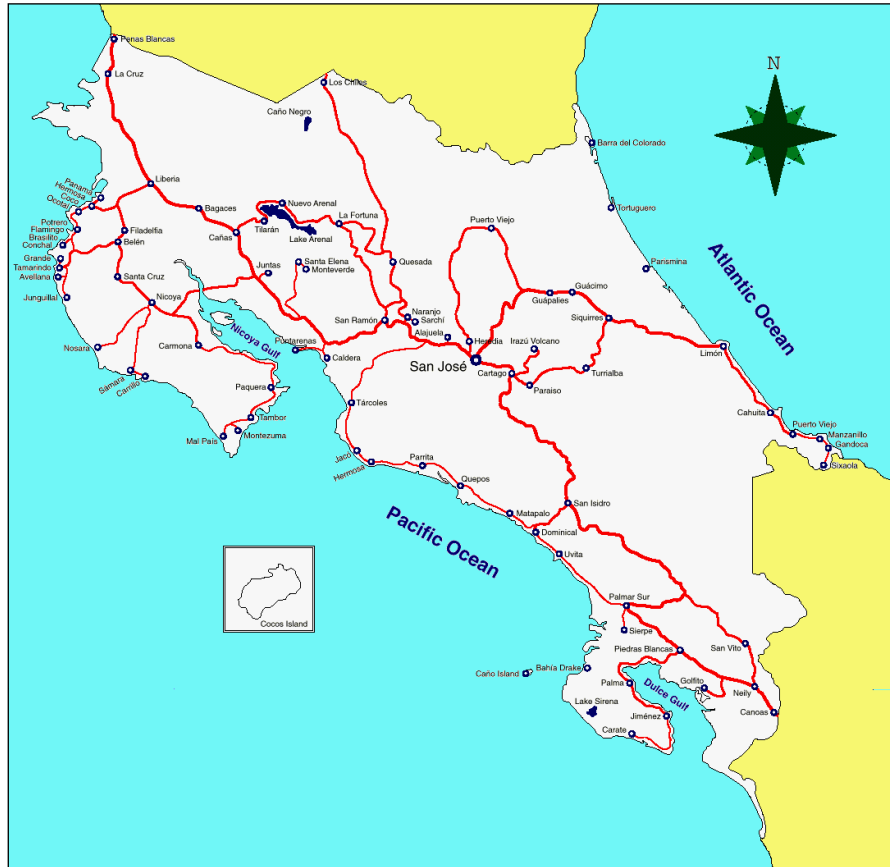 Penas Blancas
La Cruz
Los Chiles
N
Caño Negro
Barra del Colorado
Liberia
Panama
Hermosa
Coco
Ocotal
Bagaces
Nuevo Arenal
Tortuguero
Potrero
Flamingo
Brasilito
Conchal
Filadelfia
Belén
Cañas
Tilarán
Lake Arenal
La Fortuna
Puerto Viejo
Atlantic Ocean
Grande
Tamarindo
Avellana
Juntas
Santa Elena
Monteverde
Quesada
Parismina
Santa Cruz
Junguillal
Nicoya
Guácimo
Guápalies
Naranjo
Sarchí
San Ramón
Siquirres
Nicoya Gulf
Alajuela
Heredia
Irazú Volcano
Nosara
Carmona
Puntarenas
Caldera
San José
Limón
Cartago
Turrialba
Paraiso
Sámara
Carrillo
Paquera
Tárcoles
Tambor
Montezuma
Mal País
Cahuita
Puerto Viejo
Manzanillo
Gandoca
Sixaola
Jacó
Hermosa
Parrita
Quepos
Matapalo
San Isidro
Dominical
Pacific Ocean
Uvita
Cocos Island
Palmar Sur
Sierpe
San Vito
Piedras Blancas
Caño Island
Bahía Drake
Palma
Dulce Gulf
Golfito
Neily
Lake Sirena
Jiménez
Canoas
Carate